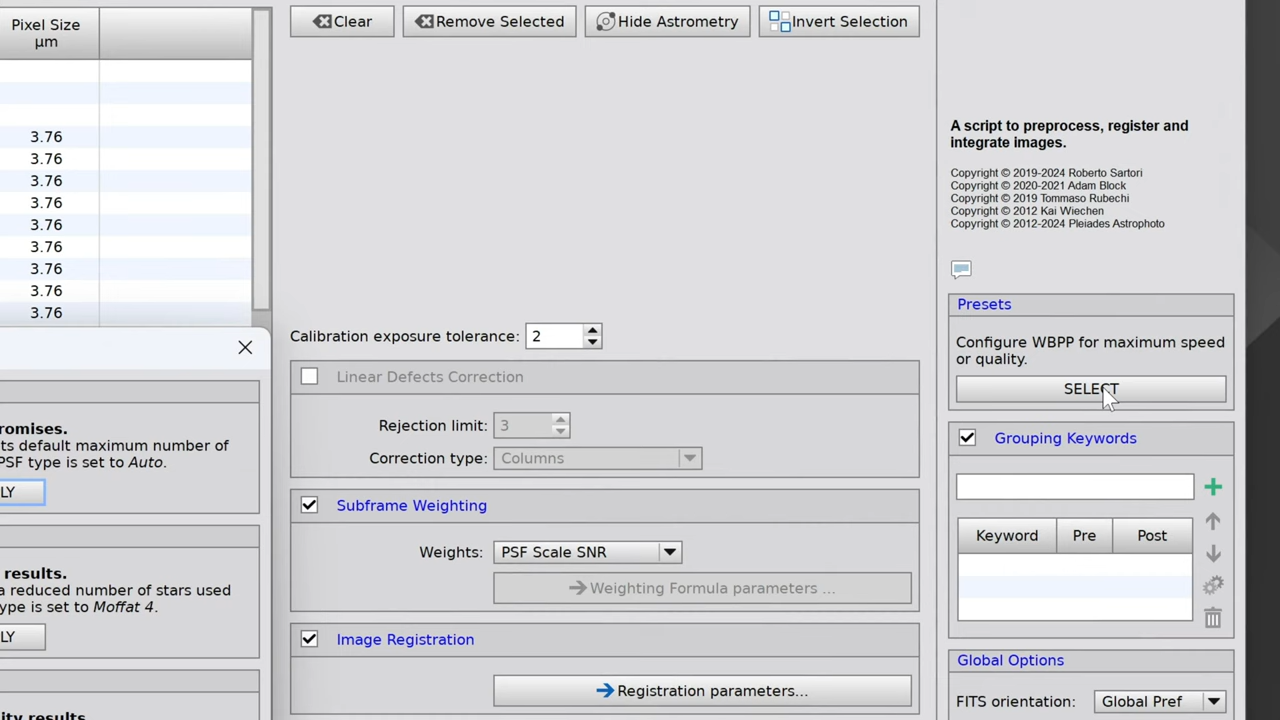 Pixel Size
µm
3.76
3.76
3.76
3.76
3.76
3.76
3.76
3.76
3.76
omises.
ts default maximum number of
PSF type is set to Auto.
LY
results.
a reduced number of stars used
ype is set to Moffat 4.
LY
ity results
Clear
Remove Selected
Hide Astrometry
Invert Selection
Calibration exposure tolerance: 2
Linear Defects Correction
Rejection limit: 3
Correction type: Columns
Subframe Weighting
Weights: PSF Scale SNR
Weighting Formula parameters ...
Image Registration
Registration parameters...
A script to preprocess, register and
integrate images.
Copyright © 2019-2024 Roberto Sartori
Copyright © 2020-2021 Adam Block
Copyright © 2019 Tommaso Rubechi
Copyright © 2012 Kai Wiechen
Copyright © 2012-2024 Pleiades Astrophoto
Presets
Configure WBPP for maximum speed
or quality.
SELECT
Grouping Keywords
Keyword Pre Post
Global Options
FITS orientation: Global Pref